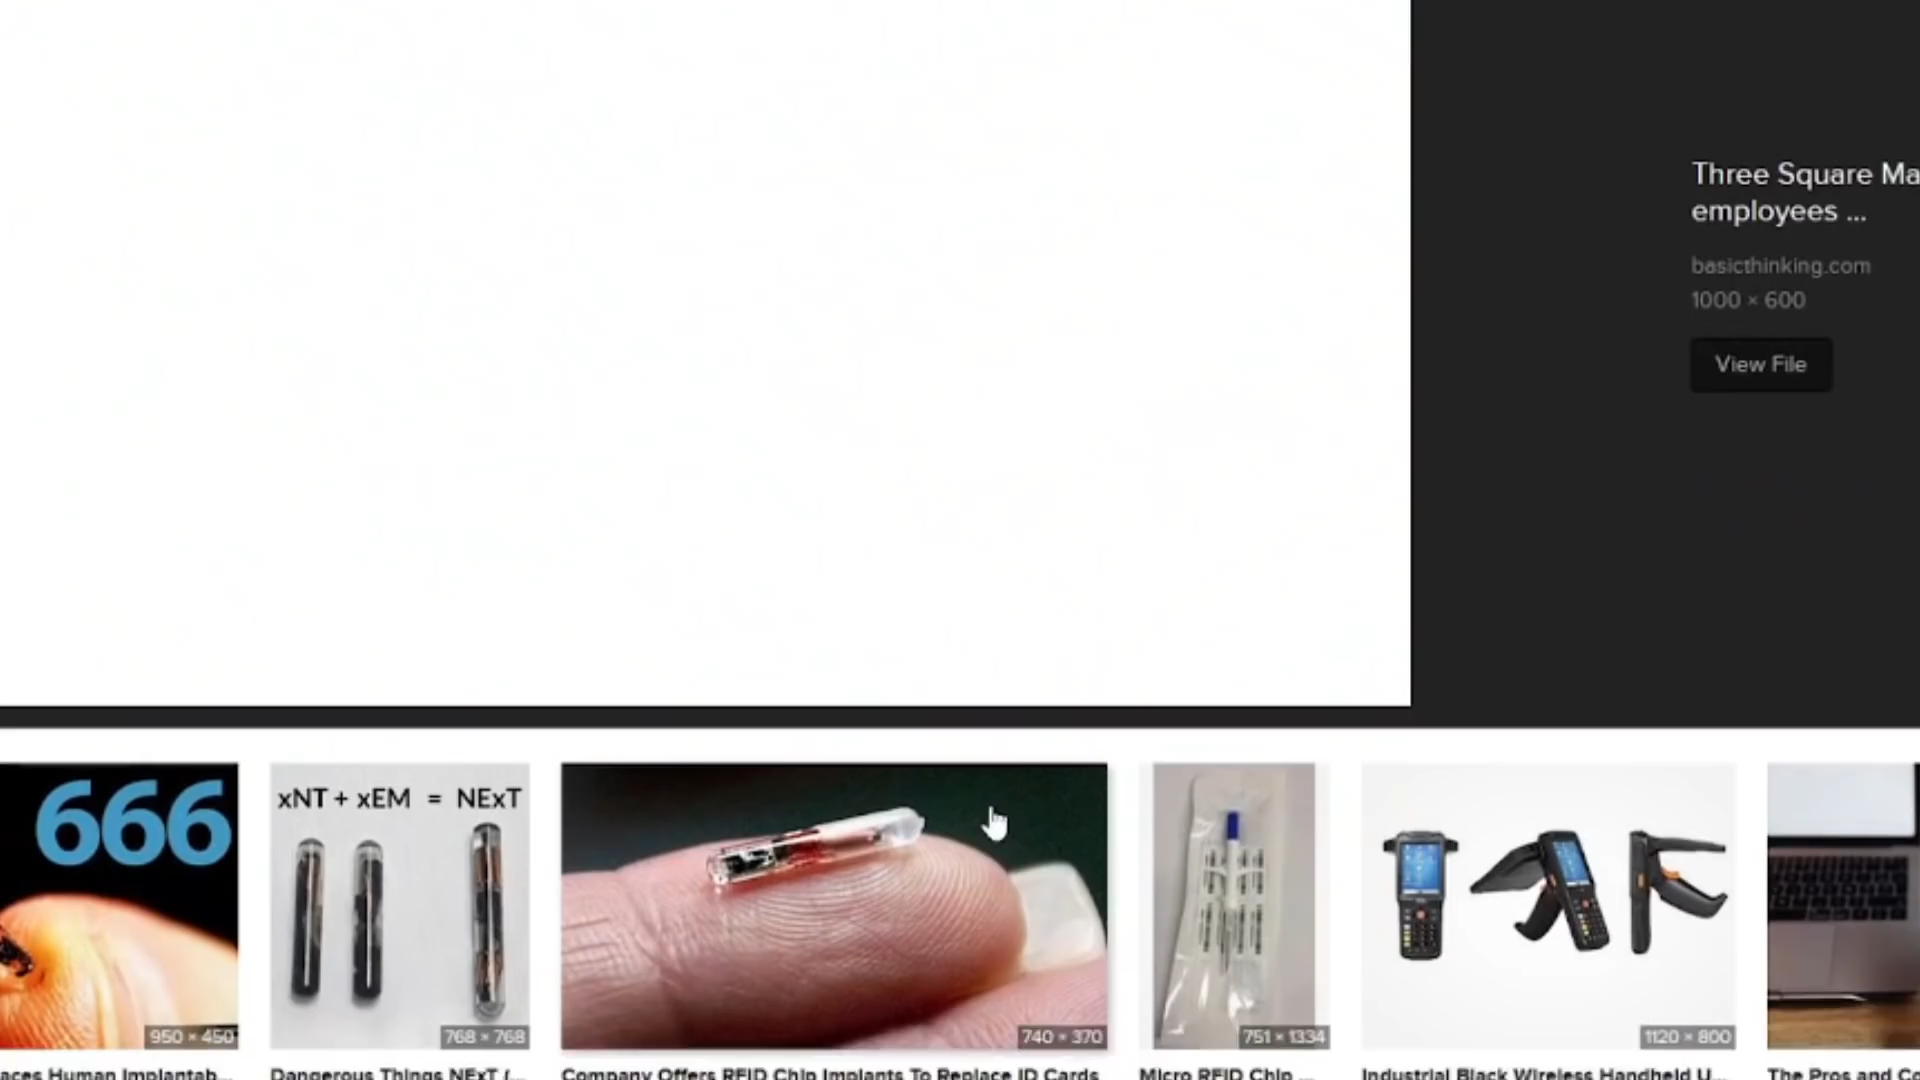 Three Square Ma
employees ...
basicthinking.com
1000 × 600
View File
666
950 × 450
xNT + xEM = NExT
768 × 768
740 × 370
751 × 1334
1120 × 800
aces Human Implantab...
Dangerous Things NExT (...
Company Offers RFID Chip Implants To Replace ID Cards
Micro RFID Chip ...
Industrial Black Wireless Handheld U...
The Pros and Co